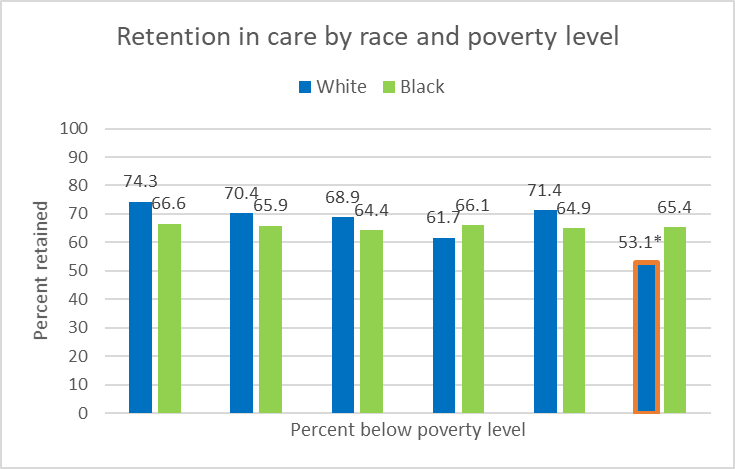 Retention in care by race and poverty level
White Black
Percent retained
100
90
80
70
60
50
40
30
20
10
0
74.3 66.6 70.4 65.9 68.9 64.4 61.7 66.1 71.4 64.9 53.1* 65.4
Percent below poverty level